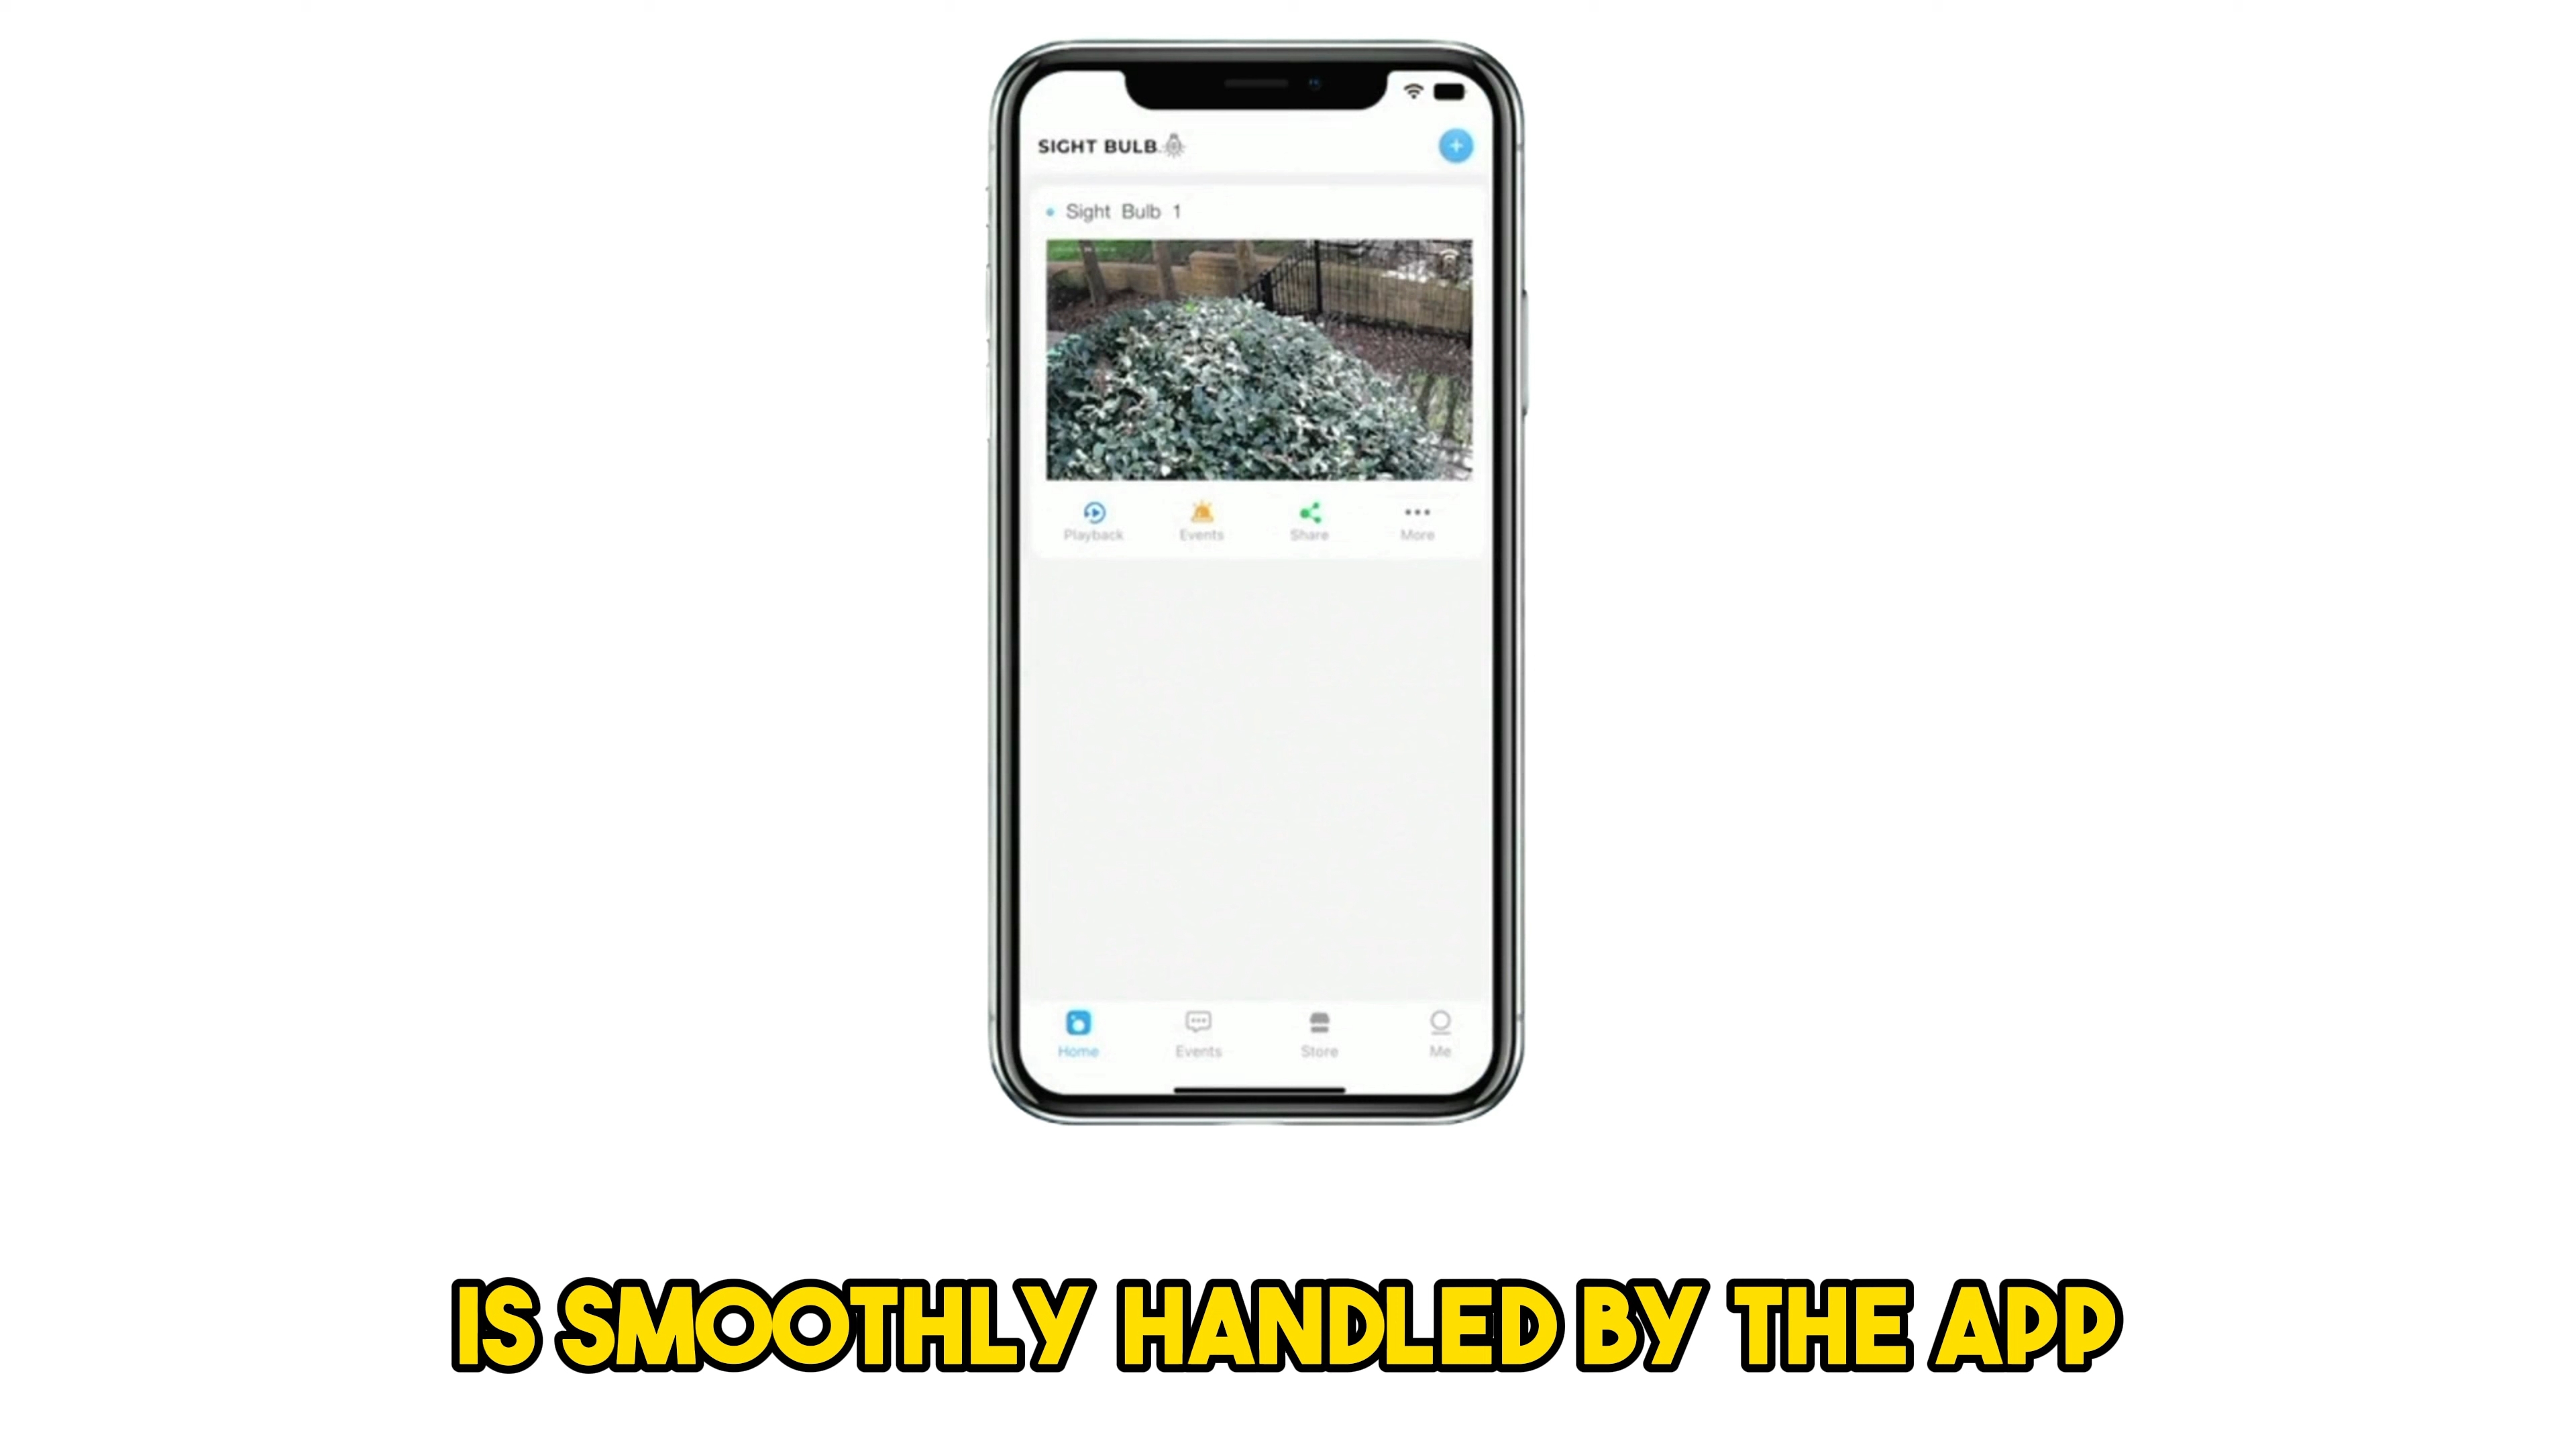 SIGHT BULB
Sight Bulb 1
Playback Events Share More
Home Events Store Me
IS SMOOTHLY HANDLED BY THE APP